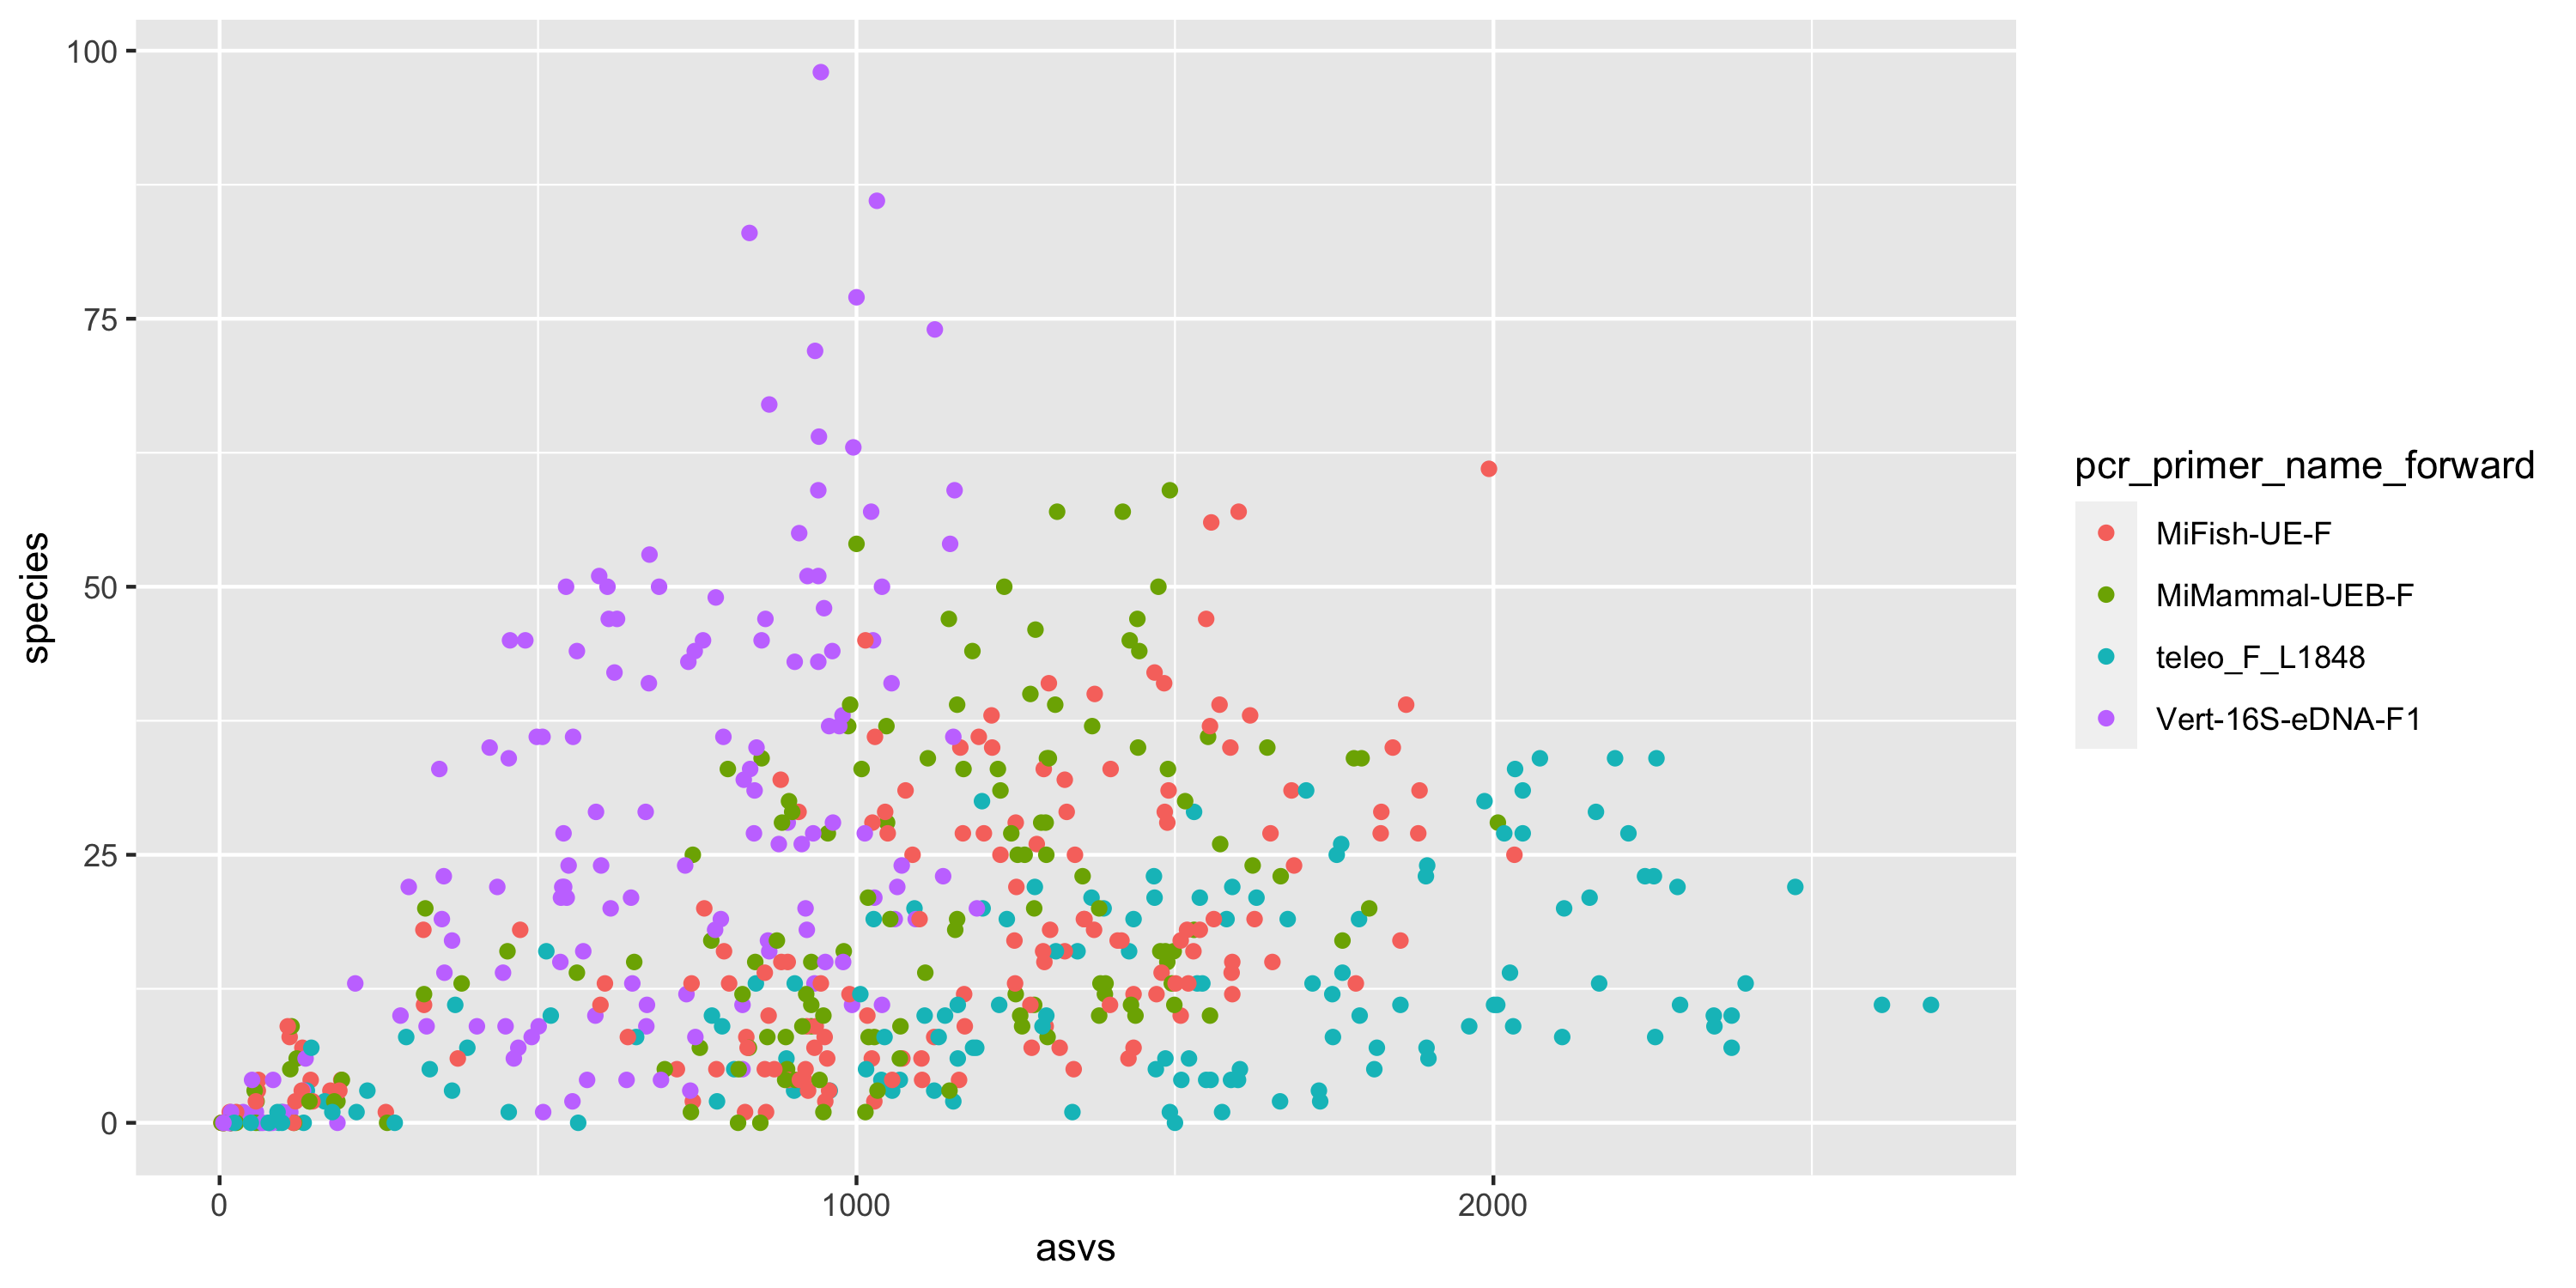 100
75
50
25
0
species
0
1000
2000
asvs
pcr_primer_name_forward
MiFish-UE-F
MiMammal-UEB-F
teleo_F_L1848
Vert-16S-eDNA-F1